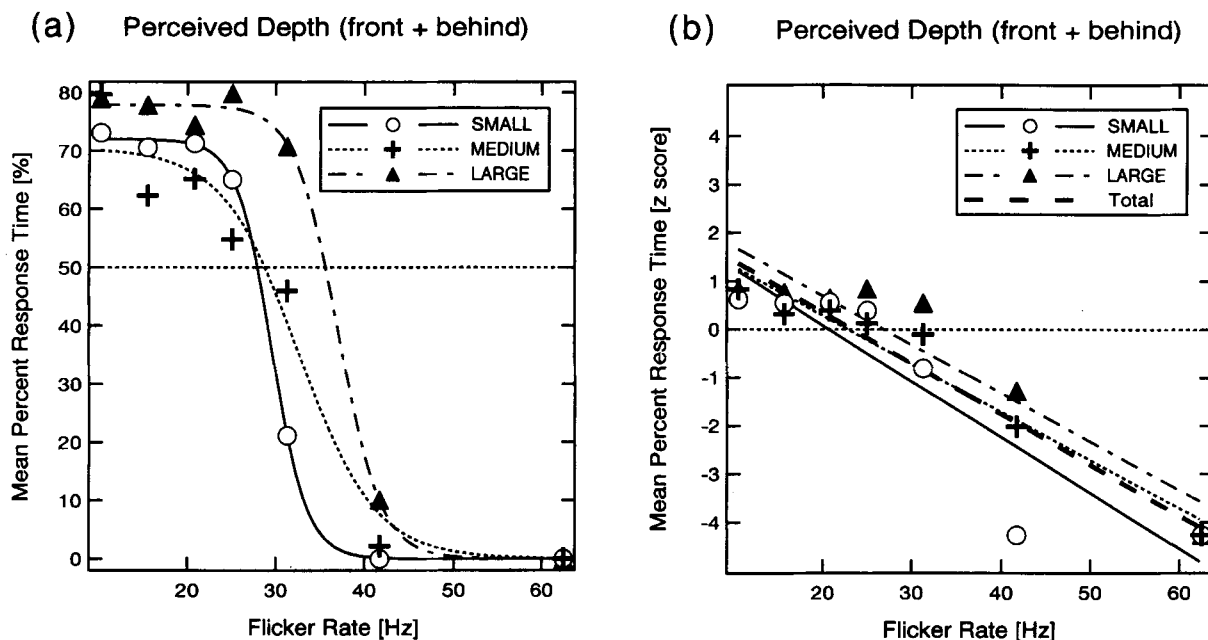 (a) Perceived Depth (front + behind)
Mean Percent Response Time [%]
80
70
60
50
40
30
20
10
0
SMALL
MEDIUM
LARGE
20 30 40 50 60
Flicker Rate [Hz]
(b) Perceived Depth (front + behind)
Mean Percent Response Time [z score]
4
3
2
1
0
-1
-2
-3
-4
SMALL
MEDIUM
LARGE
Total
20 30 40 50 60
Flicker Rate [Hz]